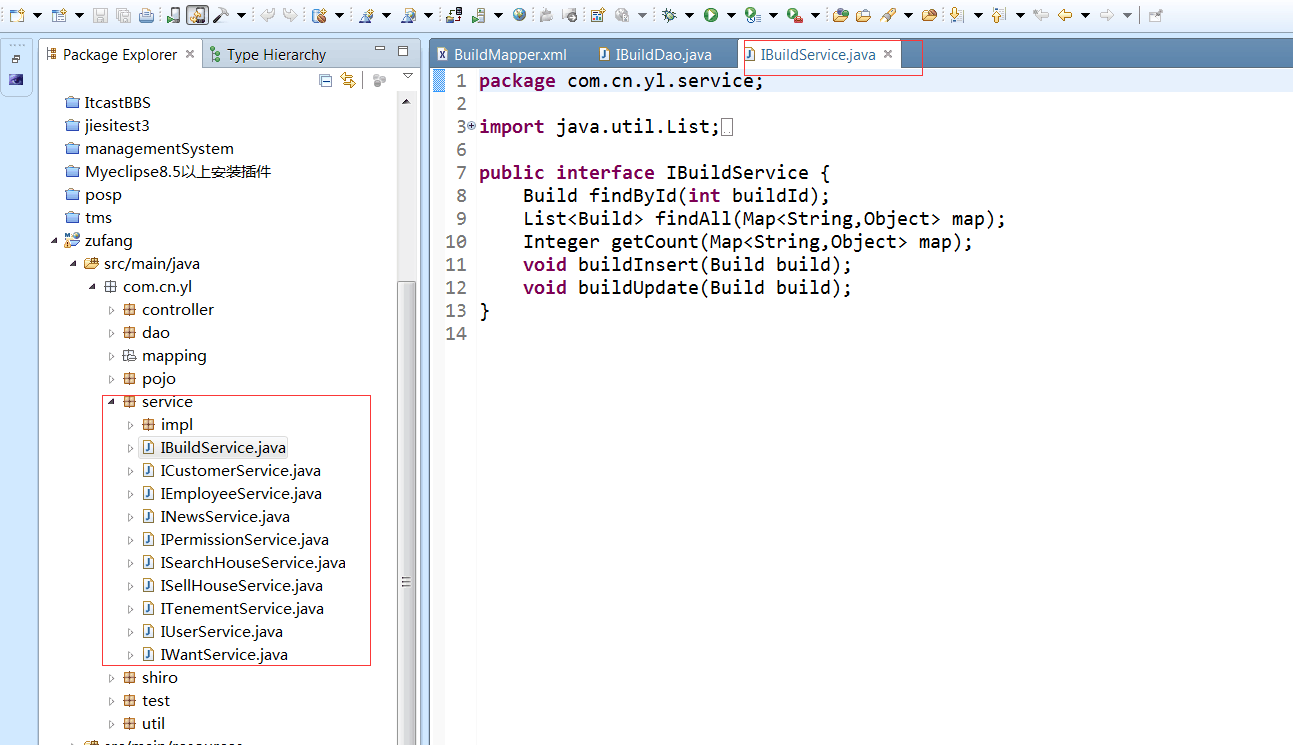 Package Explorer
Type Hierarchy
ItcastBBS
jiesitest3
managementSystem
Myeclipse8.5以上安装插件
posp
tms
zufang
src/main/java
com.cn.yl
controller
dao
mapping
pojo
service
impl
IBuildService.java
ICustomerService.java
IEmployeeService.java
INewsService.java
IPermissionService.java
ISearchHouseService.java
ISellHouseService.java
ITenementService.java
IUserService.java
IWantService.java
shiro
test
util
src/main/resources
BuildMapper.xml
IBuildDao.java
IBuildService.java
1 package com.cn.yl.service;
2
3 import java.util.List;
6
7 public interface IBuildService {
8 Build findById(int buildId);
9 List<Build> findAll(Map<String,Object> map);
10 Integer getCount(Map<String,Object> map);
11 void buildInsert(Build build);
12 void buildUpdate(Build build);
13 }
14